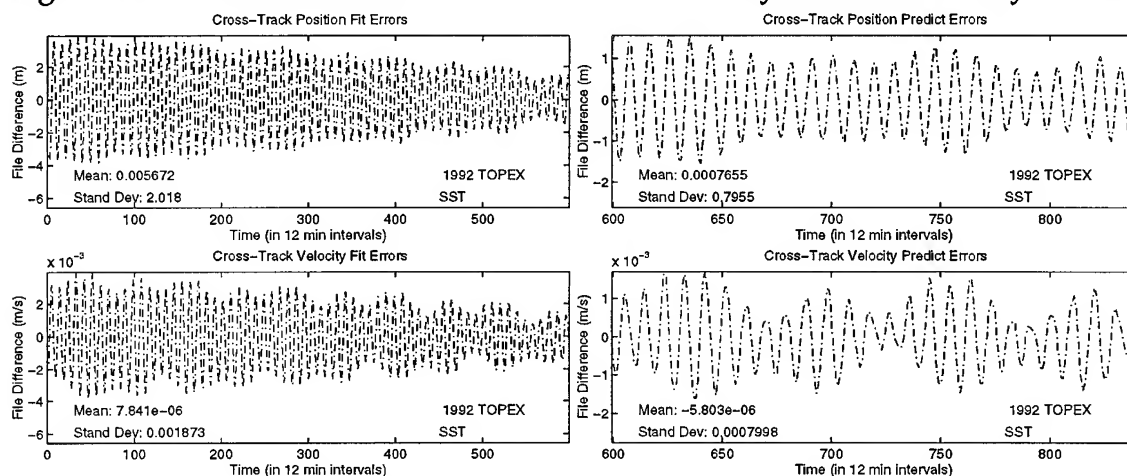 Cross-Track Position Fit Errors
File Difference (m)
2
0
−2
−4
−6
Mean: 0.005672
Stand Dev: 2.018
1992 TOPEX
SST
0 100 200 300 400 500
Time (in 12 min intervals)
Cross-Track Position Predict Errors
File Difference (m)
1
0
−1
−2
Mean: 0.0007655
Stand Dev: 0.7955
1992 TOPEX
SST
600 650 700 750 800
Time (in 12 min intervals)
x 10⁻³
Cross-Track Velocity Fit Errors
File Difference (m/s)
2
0
−2
−4
−6
Mean: 7.841e−06
Stand Dev: 0.001873
1992 TOPEX
SST
0 100 200 300 400 500
Time (in 12 min intervals)
x 10⁻³
Cross-Track Velocity Predict Errors
File Difference (m/s)
1
0
−1
−2
Mean: −5.803e−06
Stand Dev: 0.0007998
1992 TOPEX
SST
600 650 700 750 800
Time (in 12 min intervals)